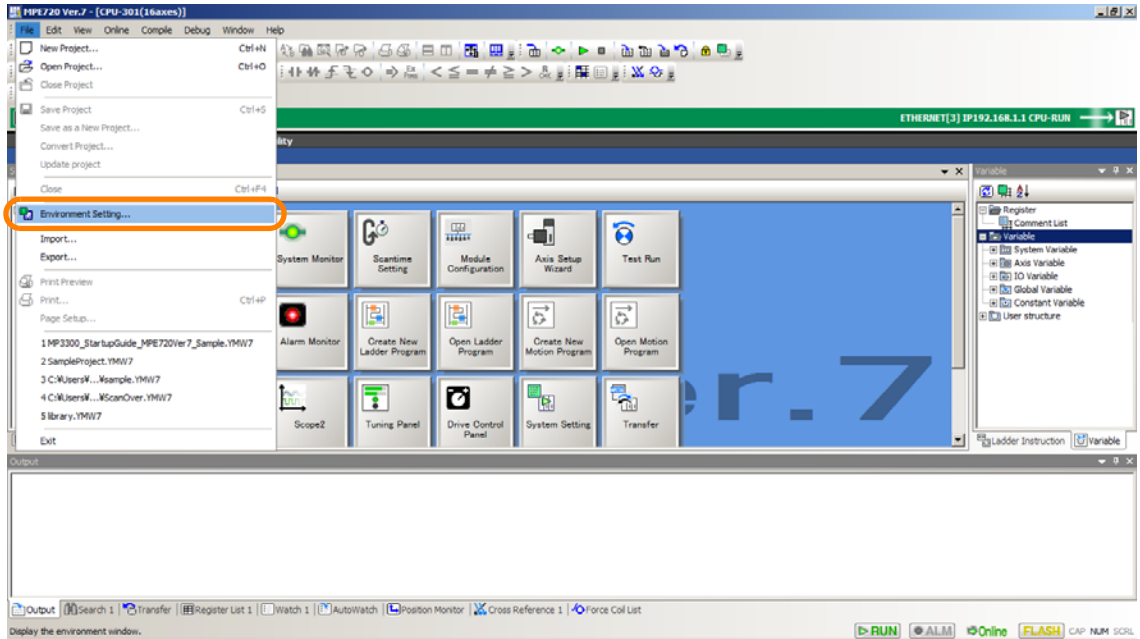 MPE720 Ver.7 - [CPU-301(16axes)]
File Edit View Online Compile Debug Window Help
New Project... Ctrl+N
Open Project... Ctrl+O
Close Project
Save Project Ctrl+S
Save as a New Project...
Convert Project...
Update project
Close Ctrl+F4
Environment Setting...
Import...
Export...
Print Preview
Print... Ctrl+P
Page Setup...
1 MP3300_StartupGuide_MPE720Ver7_Sample.YMW7
2 SampleProject.YMW7
3 C:¥Users¥...¥sample.YMW7
4 C:¥Users¥...¥ScanOver.YMW7
5 library.YMW7
Exit
ETHERNET[3] IP192.168.1.1 CPU-RUN
ility
System Monitor
Scantime Setting
Module Configuration
Axis Setup Wizard
Test Run
Alarm Monitor
Create New Ladder Program
Open Ladder Program
Create New Motion Program
Open Motion Program
Scope2
Tuning Panel
Drive Control Panel
System Setting
Transfer
er.7
Variable
Register
Comment List
Variable
System Variable
Axis Variable
IO Variable
Global Variable
Constant Variable
User structure
Ladder Instruction Variable
Output
Output Search 1 Transfer Register List 1 Watch 1 AutoWatch Position Monitor Cross Reference 1 Force Coil List
Display the environment window. RUN ALM Online FLASH CAP NUM SCRL